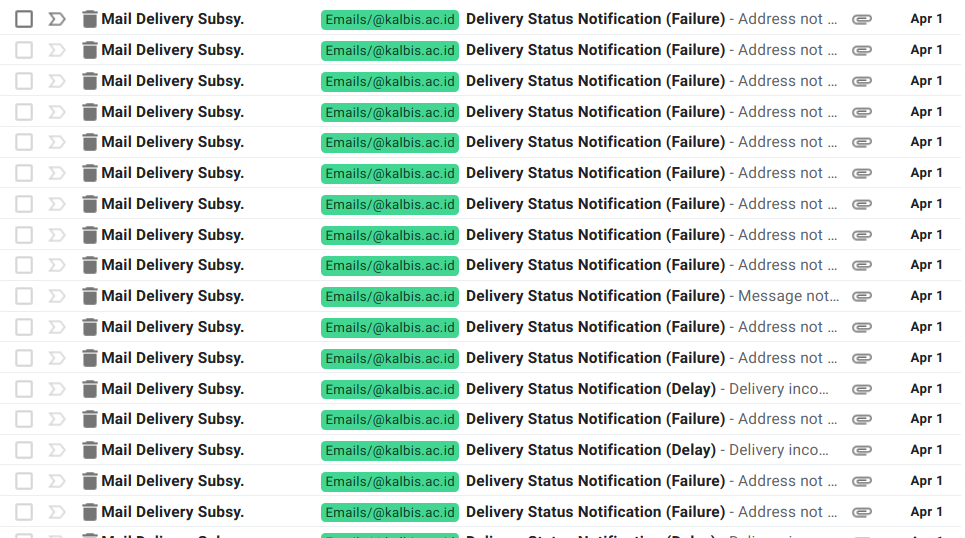 Mail Delivery Subsy. Emails/@kalbis.ac.id Delivery Status Notification (Failure) - Address not ... Apr 1
Mail Delivery Subsy. Emails/@kalbis.ac.id Delivery Status Notification (Failure) - Address not ... Apr 1
Mail Delivery Subsy. Emails/@kalbis.ac.id Delivery Status Notification (Failure) - Address not ... Apr 1
Mail Delivery Subsy. Emails/@kalbis.ac.id Delivery Status Notification (Failure) - Address not ... Apr 1
Mail Delivery Subsy. Emails/@kalbis.ac.id Delivery Status Notification (Failure) - Address not ... Apr 1
Mail Delivery Subsy. Emails/@kalbis.ac.id Delivery Status Notification (Failure) - Address not ... Apr 1
Mail Delivery Subsy. Emails/@kalbis.ac.id Delivery Status Notification (Failure) - Address not ... Apr 1
Mail Delivery Subsy. Emails/@kalbis.ac.id Delivery Status Notification (Failure) - Address not ... Apr 1
Mail Delivery Subsy. Emails/@kalbis.ac.id Delivery Status Notification (Failure) - Address not ... Apr 1
Mail Delivery Subsy. Emails/@kalbis.ac.id Delivery Status Notification (Failure) - Message not... Apr 1
Mail Delivery Subsy. Emails/@kalbis.ac.id Delivery Status Notification (Failure) - Address not ... Apr 1
Mail Delivery Subsy. Emails/@kalbis.ac.id Delivery Status Notification (Failure) - Address not ... Apr 1
Mail Delivery Subsy. Emails/@kalbis.ac.id Delivery Status Notification (Delay) - Delivery inco... Apr 1
Mail Delivery Subsy. Emails/@kalbis.ac.id Delivery Status Notification (Failure) - Address not ... Apr 1
Mail Delivery Subsy. Emails/@kalbis.ac.id Delivery Status Notification (Delay) - Delivery inco... Apr 1
Mail Delivery Subsy. Emails/@kalbis.ac.id Delivery Status Notification (Failure) - Address not ... Apr 1
Mail Delivery Subsy. Emails/@kalbis.ac.id Delivery Status Notification (Failure) - Address not ... Apr 1